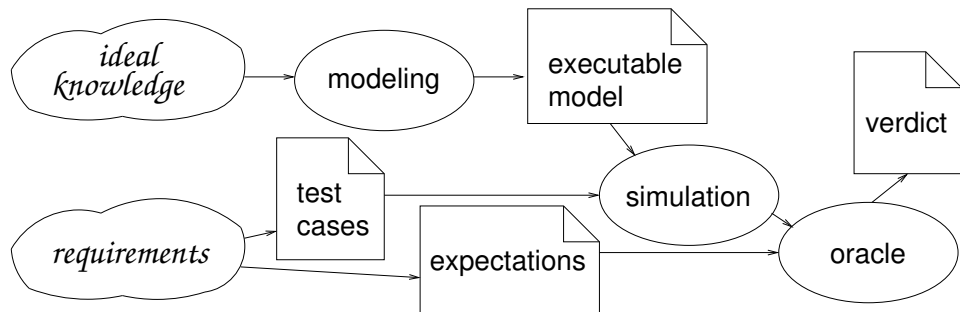 ideal
knowledge
modeling
executable
model
verdict
test
cases
simulation
requirements
expectations
oracle